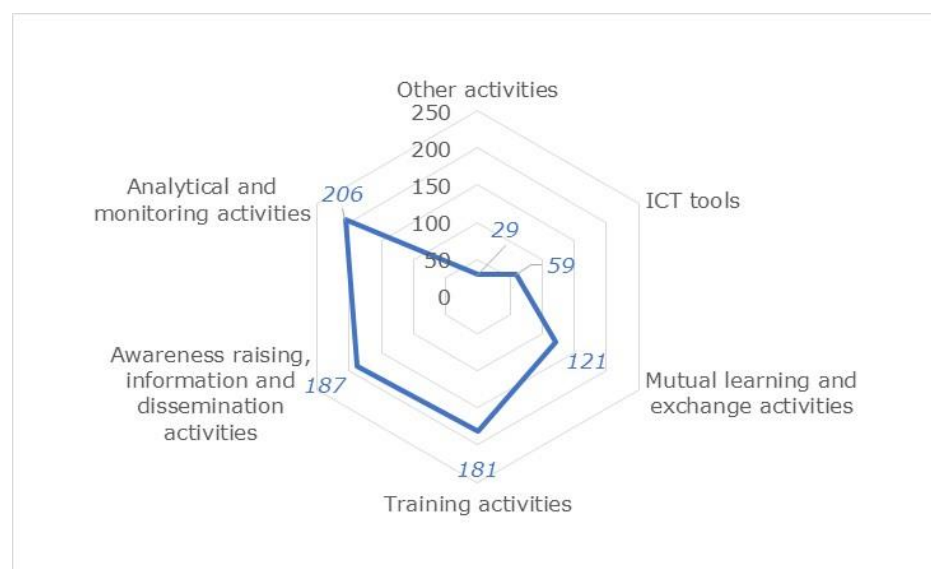 Other activities
250
200
150
100
50
0
29
ICT tools
59
Mutual learning and
exchange activities
121
Training activities
181
Awareness raising,
information and
dissemination
activities
187
Analytical and
monitoring activities
206